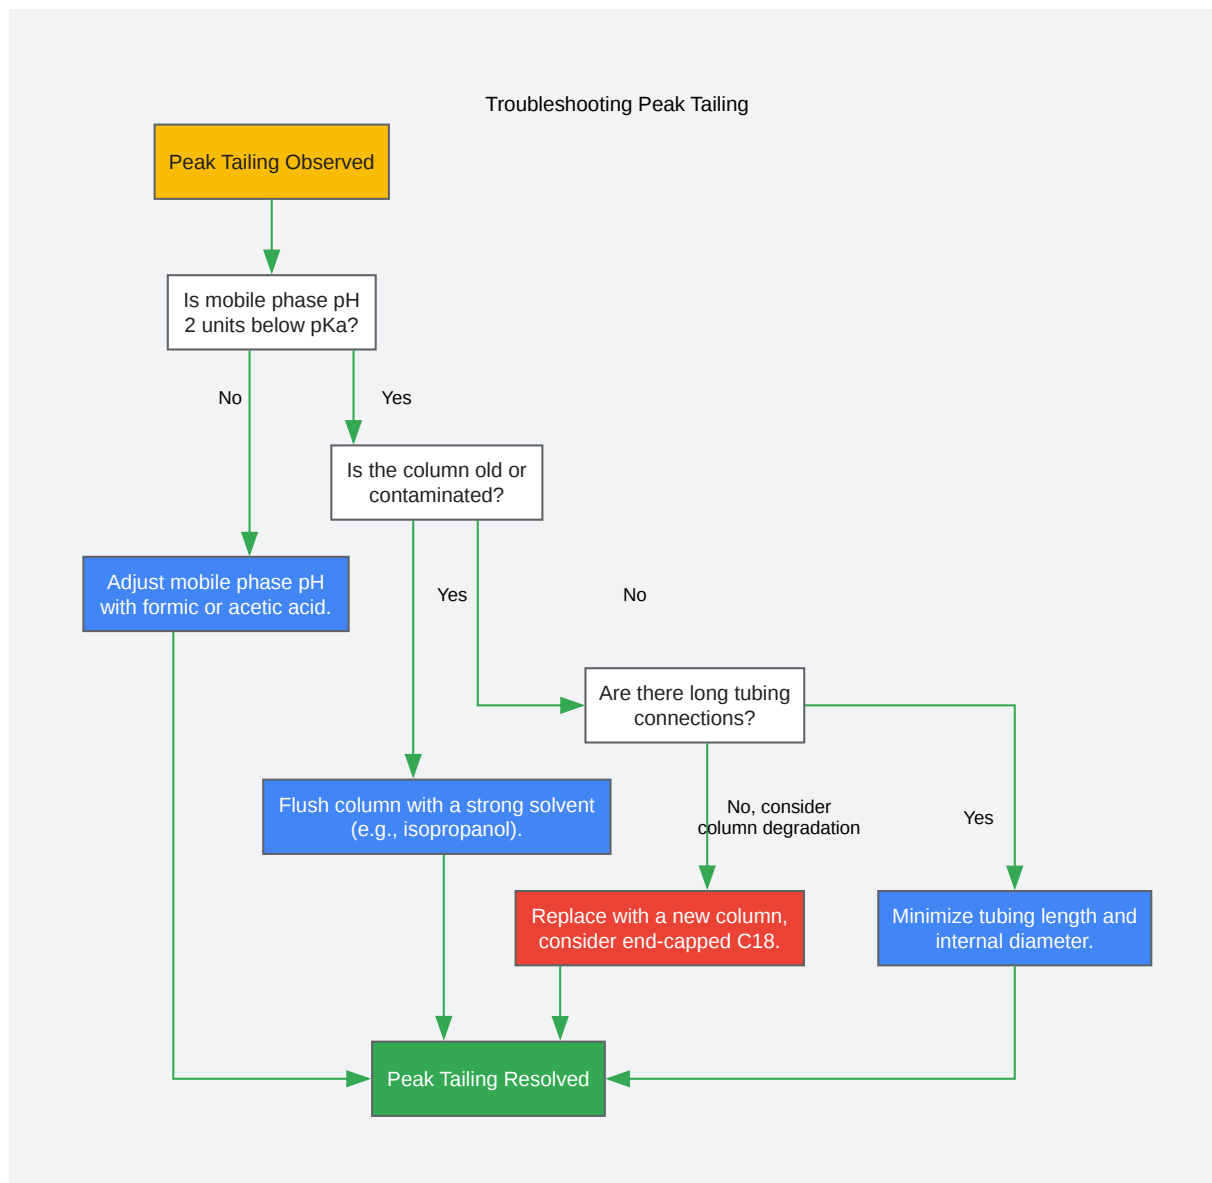 Troubleshooting Peak Tailing
Peak Tailing Observed
Is mobile phase pH
2 units below pKa?
No
Yes
Is the column old or
contaminated?
Adjust mobile phase pH
with formic or acetic acid.
Yes
No
Are there long tubing
connections?
Flush column with a strong solvent
(e.g., isopropanol).
No, consider
column degradation
Yes
Replace with a new column,
consider end-capped C18.
Minimize tubing length and
internal diameter.
Peak Tailing Resolved